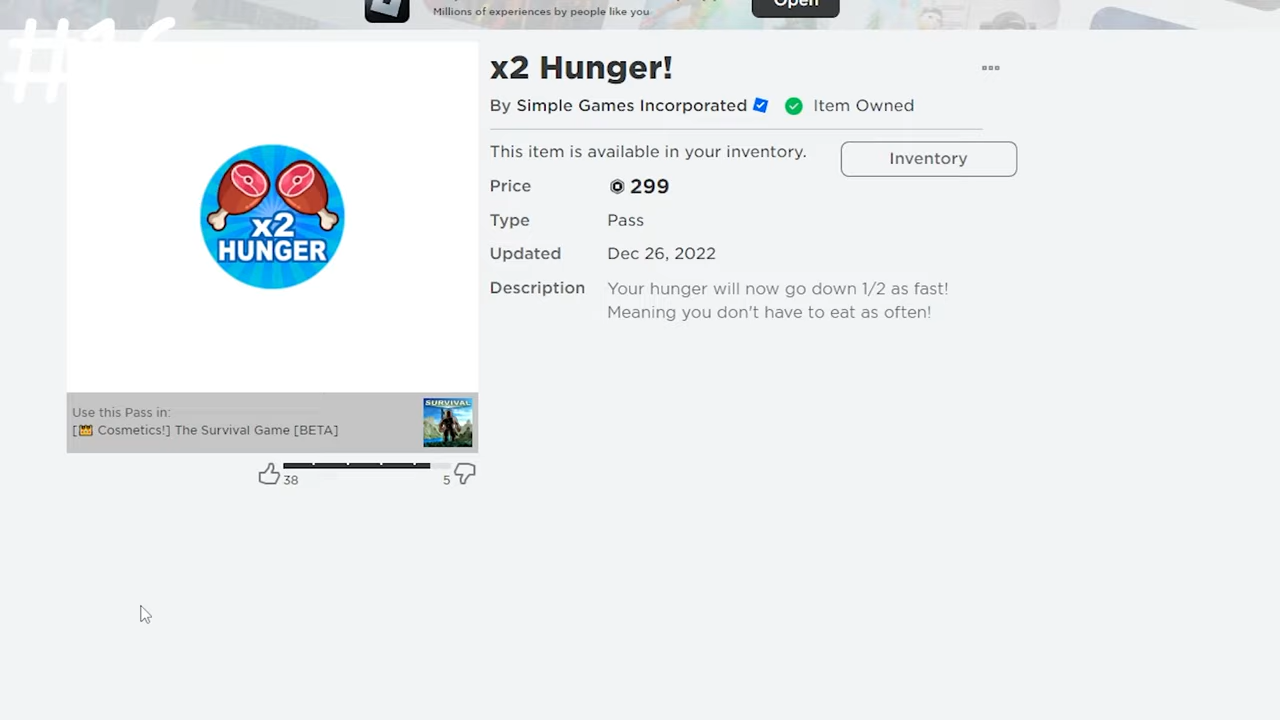 Millions of experiences by people like you
Open
x2 Hunger!
By Simple Games Incorporated
Item Owned
This item is available in your inventory.
Inventory
Price
299
Type
Pass
Updated
Dec 26, 2022
Description
Your hunger will now go down 1/2 as fast!
Meaning you don't have to eat as often!
x2
HUNGER
Use this Pass in:
[👑 Cosmetics!] The Survival Game [BETA]
SURVIVAL
38
5